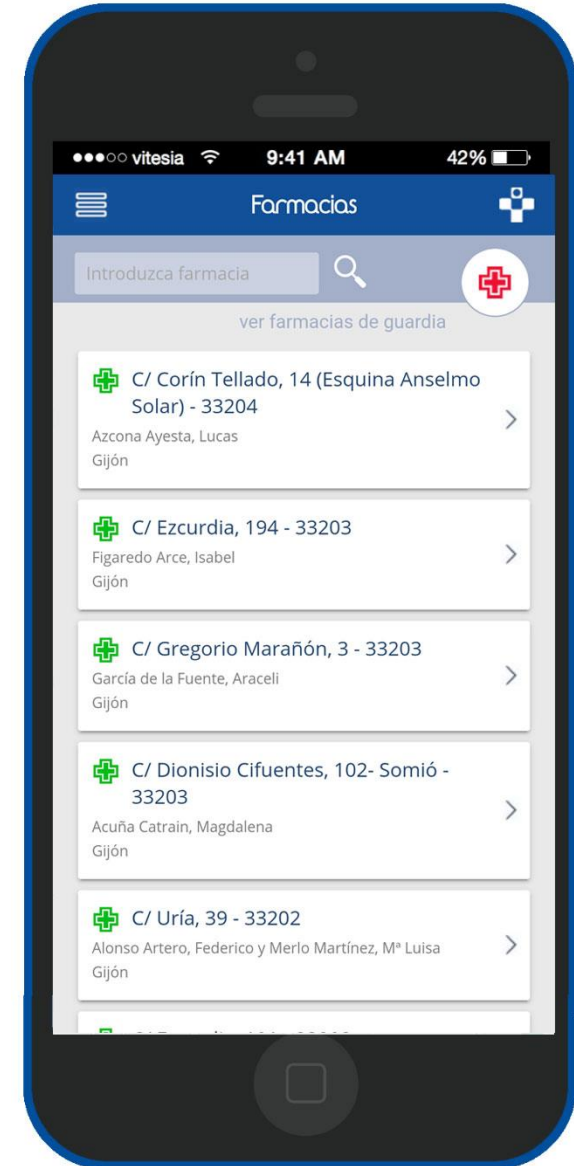 vitesia 9:41 AM 42%
Farmacias
Introduzca farmacia
ver farmacias de guardia
C/ Corín Tellado, 14 (Esquina Anselmo
Solar) - 33204
Azcona Ayesta, Lucas
Gijón
C/ Ezcurdia, 194 - 33203
Figaredo Arce, Isabel
Gijón
C/ Gregorio Marañón, 3 - 33203
García de la Fuente, Araceli
Gijón
C/ Dionisio Cifuentes, 102- Somió -
33203
Acuña Catrain, Magdalena
Gijón
C/ Uría, 39 - 33202
Alonso Artero, Federico y Merlo Martínez, Mª Luisa
Gijón